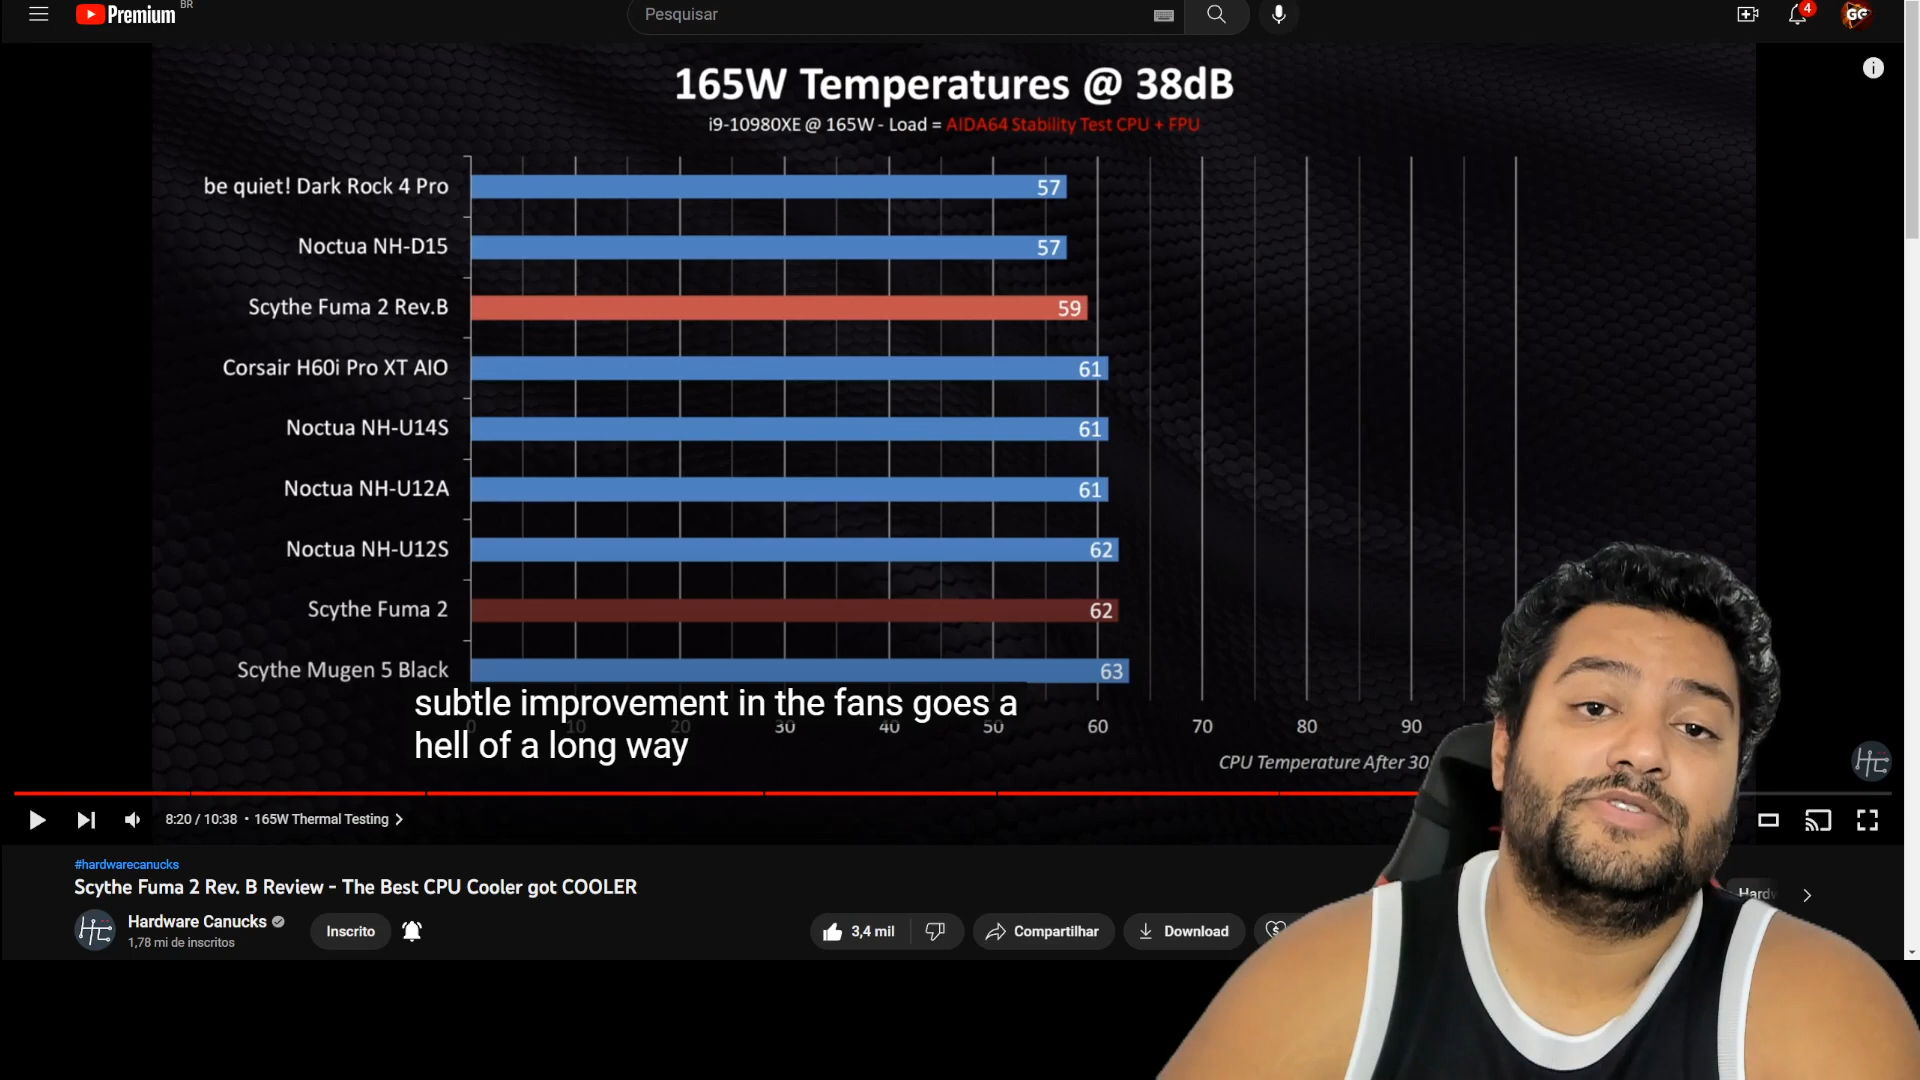 Premium BR
Pesquisar
4
GG
165W Temperatures @ 38dB
i9-10980XE @ 165W - Load = AIDA64 Stability Test CPU + FPU
be quiet! Dark Rock 4 Pro 57
Noctua NH-D15 57
Scythe Fuma 2 Rev.B 59
Corsair H60i Pro XT AIO 61
Noctua NH-U14S 61
Noctua NH-U12A 61
Noctua NH-U12S 62
Scythe Fuma 2 62
Scythe Mugen 5 Black 63
subtle improvement in the fans goes a
0 10 20 30 40 50 60 70 80 90
hell of a long way
CPU Temperature After 30
8:20 / 10:38 • 165W Thermal Testing
#hardwarecanucks
Scythe Fuma 2 Rev. B Review - The Best CPU Cooler got COOLER
Hardware Canucks
1,78 mi de inscritos
Inscrito
3,4 mil
Compartilhar
Download